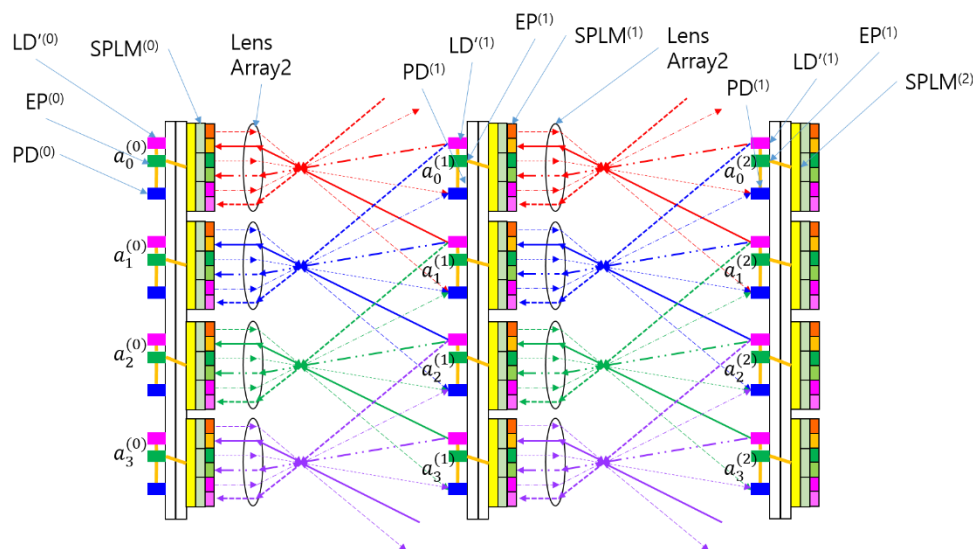 LD'⁽⁰⁾
SPLM⁽⁰⁾
Lens
Array2
EP⁽¹⁾
LD'⁽¹⁾
SPLM⁽¹⁾
Lens
Array2
EP⁽¹⁾
PD⁽¹⁾
PD⁽¹⁾
LD'⁽¹⁾
SPLM⁽²⁾
EP⁽⁰⁾
PD⁽⁰⁾
a₀⁽⁰⁾
a₀⁽¹⁾
a₀⁽²⁾
a₁⁽⁰⁾
a₁⁽¹⁾
a₁⁽²⁾
a₂⁽⁰⁾
a₂⁽¹⁾
a₂⁽²⁾
a₃⁽⁰⁾
a₃⁽¹⁾
a₃⁽²⁾